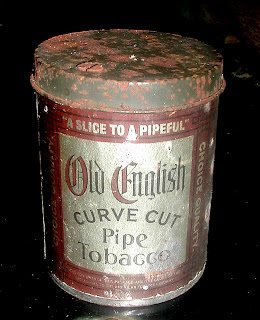 "A SLICE TO A PIPEFUL"
Old English
CURVE CUT
Pipe
Tobacco
CHOICE QUALITY